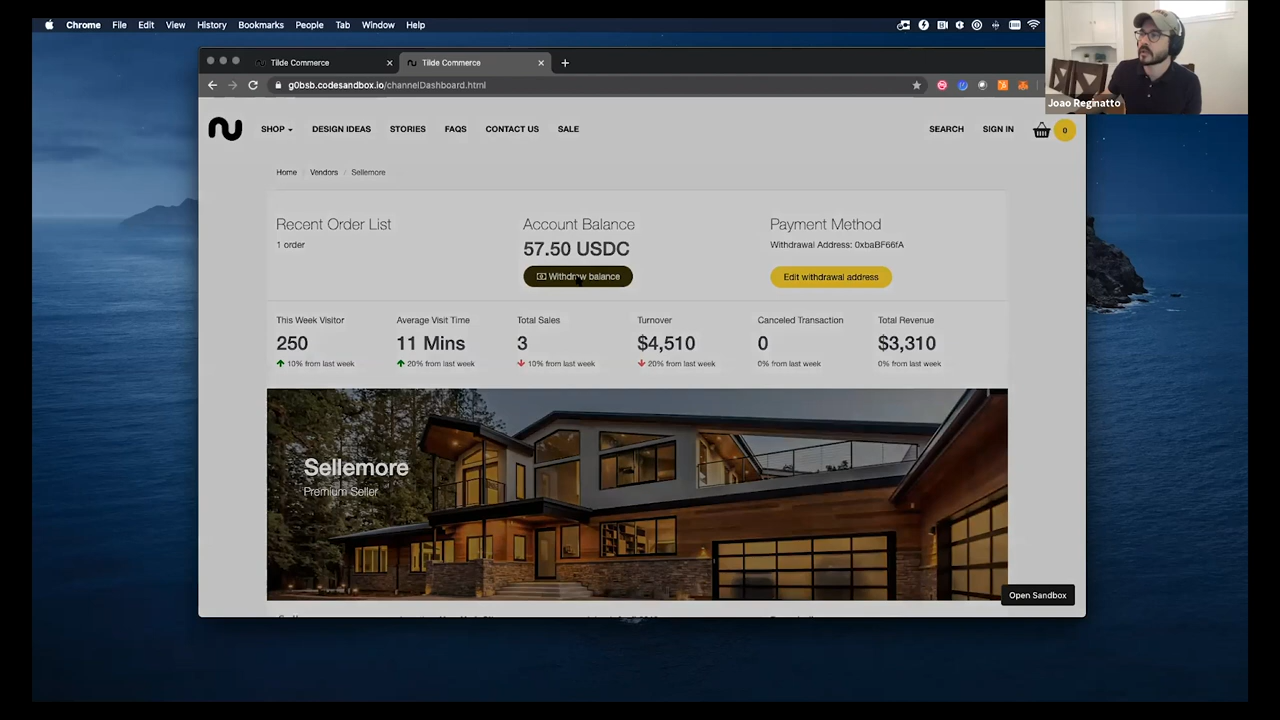 Chrome File Edit View History Bookmarks People Tab Window Help
Joao Reginatto
Tilde Commerce
Tilde Commerce
g0bsb.codesandbox.io/channelDashboard.html
SHOP DESIGN IDEAS STORIES FAQS CONTACT US SALE SEARCH SIGN IN 0
Home / Vendors / Sellemore
Recent Order List
1 order
Account Balance
57.50 USDC
Withdraw balance
Payment Method
Withdrawal Address: 0xbaBF66fA
Edit withdrawal address
This Week Visitor
250
10% from last week
Average Visit Time
11 Mins
20% from last week
Total Sales
3
10% from last week
Turnover
$4,510
20% from last week
Canceled Transaction
0
0% from last week
Total Revenue
$3,310
0% from last week
Sellemore
Premium Seller
Open Sandbox